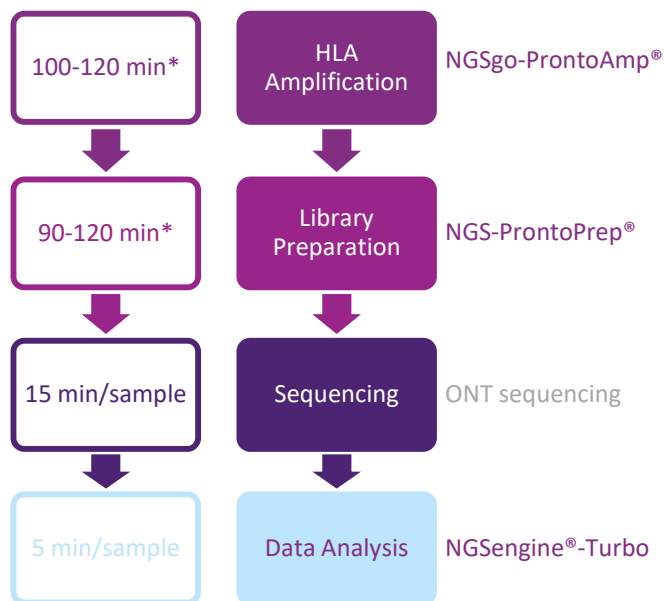 100-120 min*
HLA
Amplification
NGSgo-ProntoAmp®
90-120 min*
Library
Preparation
NGS-ProntoPrep®
15 min/sample
Sequencing
ONT sequencing
5 min/sample
Data Analysis
NGSengine®-Turbo